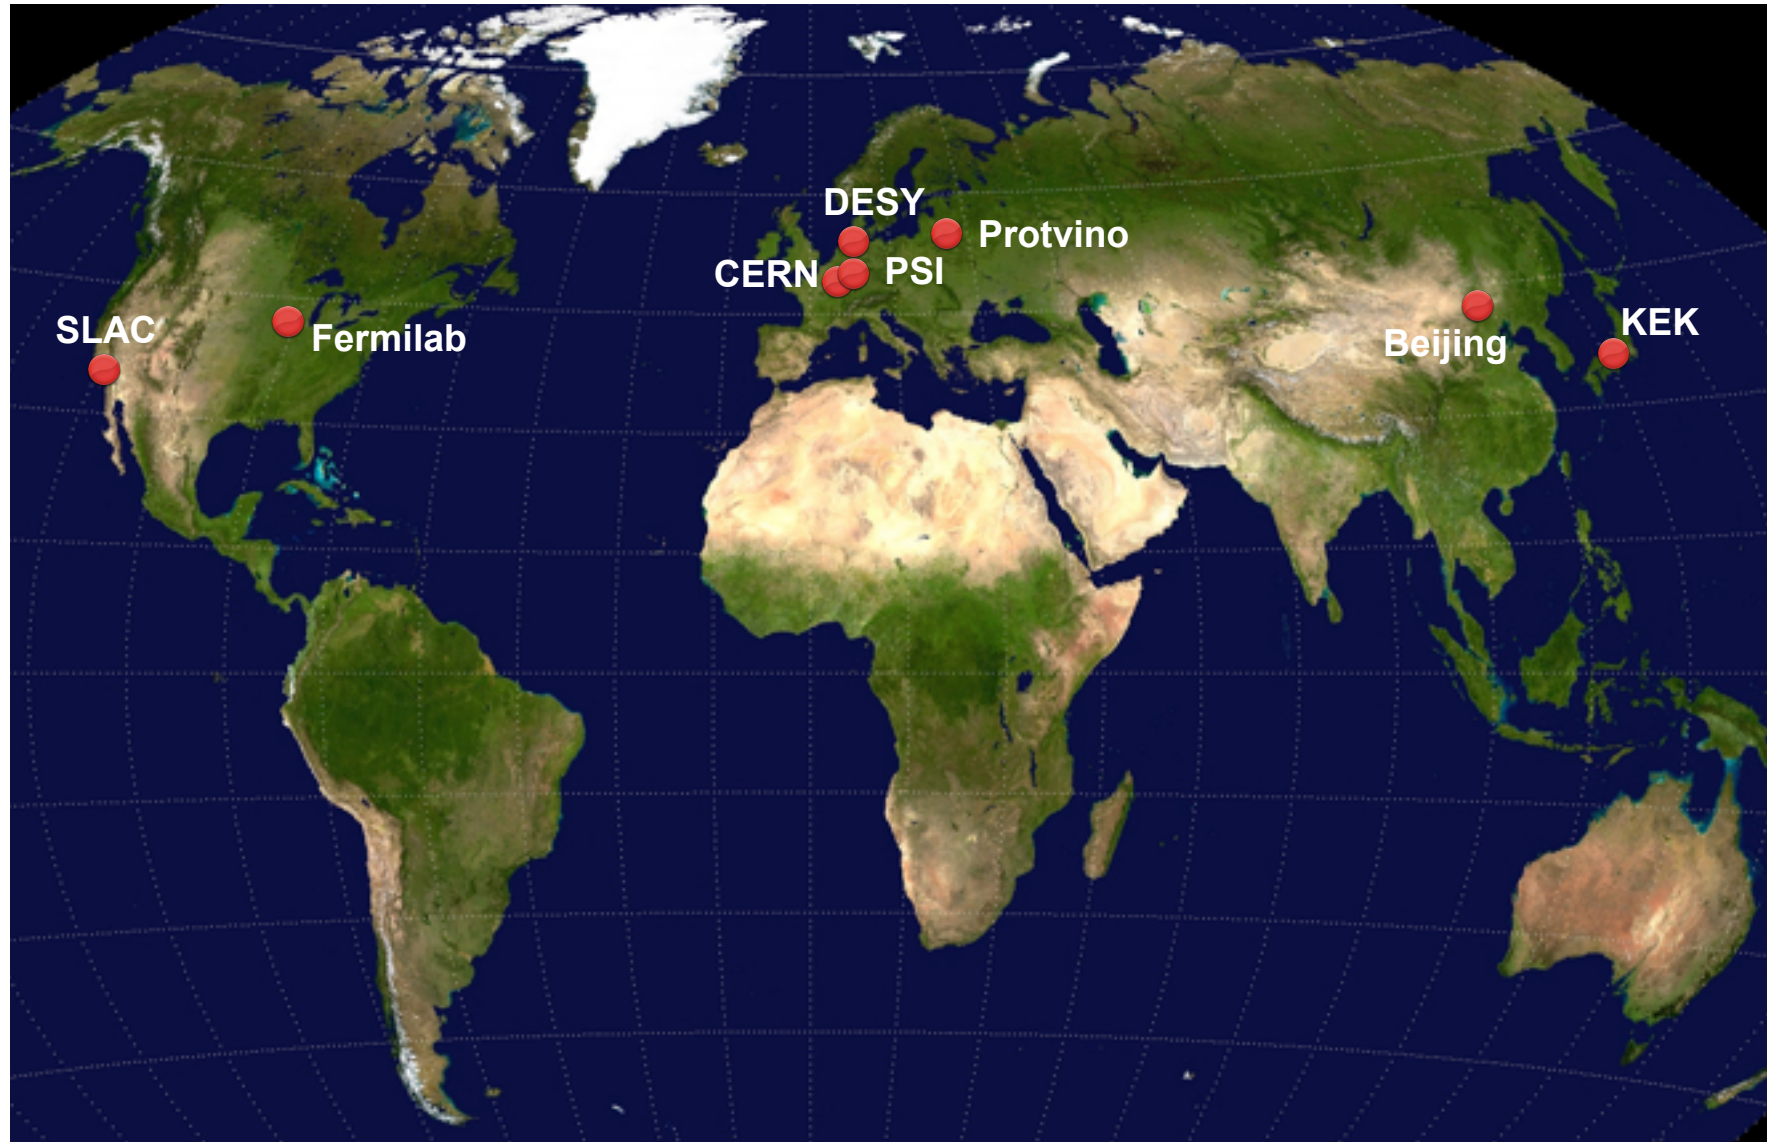 DESY
Protvino
CERN
PSI
SLAC
Fermilab
Beijing
KEK